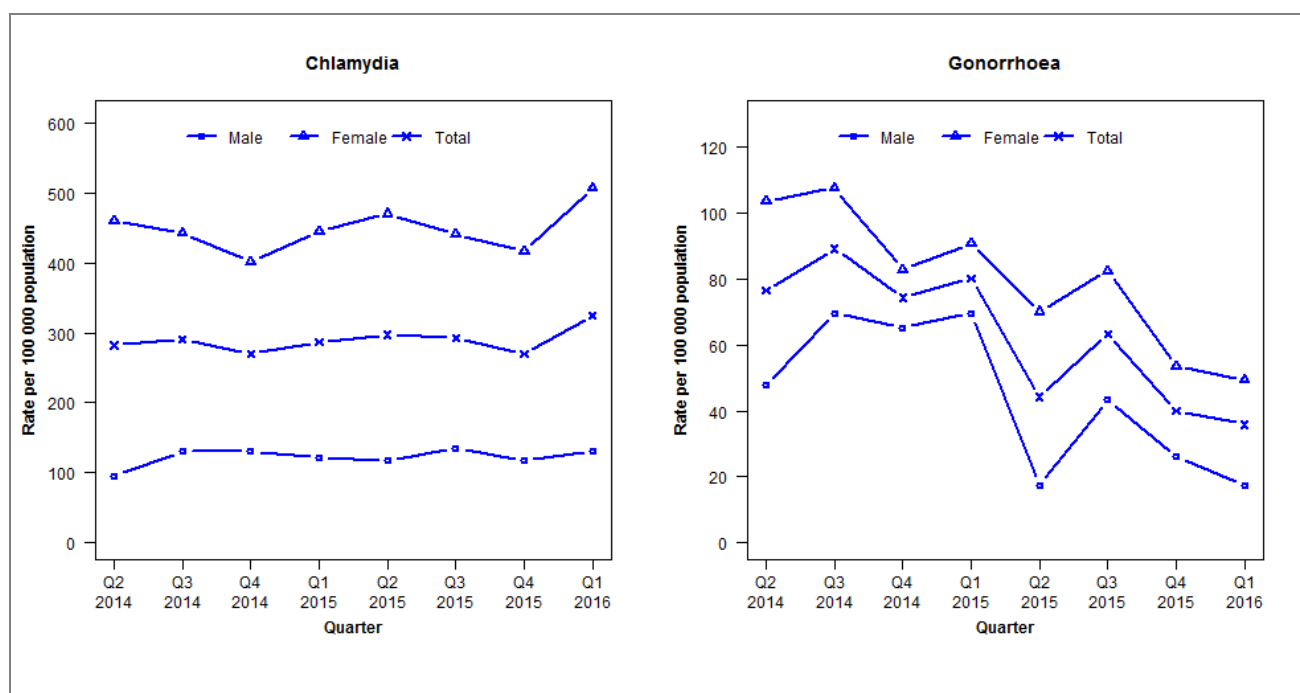 Chlamydia
Rate per 100 000 population
600
500
400
300
200
100
0
Male Female Total
Q2 Q3 Q4 Q1 Q2 Q3 Q4 Q1
2014 2014 2014 2015 2015 2015 2015 2016
Quarter
Gonorrhoea
Rate per 100 000 population
120
100
80
60
40
20
0
Male Female Total
Q2 Q3 Q4 Q1 Q2 Q3 Q4 Q1
2014 2014 2014 2015 2015 2015 2015 2016
Quarter